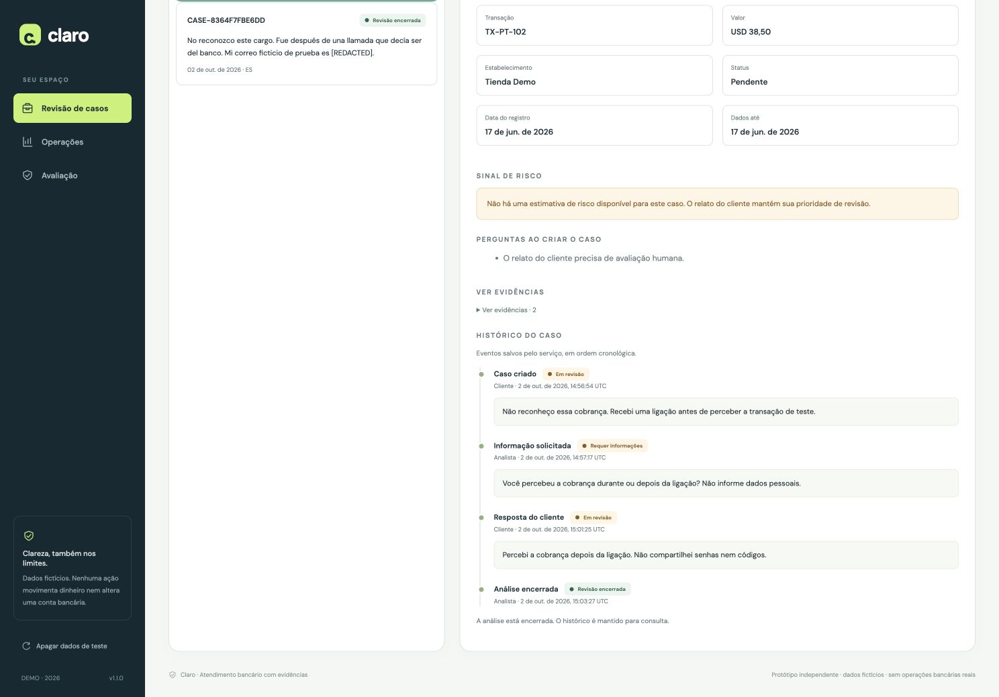 claro
SEU ESPAÇO
Revisão de casos
Operações
Avaliação
Clareza, também nos
limites.
Dados fictícios. Nenhuma ação
movimenta dinheiro nem altera
uma conta bancária.
Apagar dados de teste
DEMO · 2026
v1.1.0
CASE-8364F7FBE6DD
Revisão encerrada
No reconozco este cargo. Fue después de una llamada que decía ser
del banco. Mi correo ficticio de prueba es [REDACTED].
02 de out. de 2026 · ES
Transação
TX-PT-102
Valor
USD 38,50
Estabelecimento
Tienda Demo
Status
Pendente
Data do registro
17 de jun. de 2026
Dados até
17 de jun. de 2026
SINAL DE RISCO
Não há uma estimativa de risco disponível para este caso. O relato do cliente mantém sua prioridade de revisão.
PERGUNTAS AO CRIAR O CASO
• O relato do cliente precisa de avaliação humana.
VER EVIDÊNCIAS
▶ Ver evidências · 2
HISTÓRICO DO CASO
Eventos salvos pelo serviço, em ordem cronológica.
Caso criado
Em revisão
Cliente · 2 de out. de 2026, 14:56:54 UTC
Não reconheço essa cobrança. Recebi uma ligação antes de perceber a transação de teste.
Informação solicitada
Requer informações
Analista · 2 de out. de 2026, 14:57:17 UTC
Você percebeu a cobrança durante ou depois da ligação? Não informe dados pessoais.
Resposta do cliente
Em revisão
Cliente · 2 de out. de 2026, 15:01:25 UTC
Percebi a cobrança depois da ligação. Não compartilhei senhas nem códigos.
Análise encerrada
Revisão encerrada
Analista · 2 de out. de 2026, 15:03:27 UTC
A análise está encerrada. O histórico é mantido para consulta.
Claro · Atendimento bancário com evidências
Protótipo independente · dados fictícios · sem operações bancárias reais